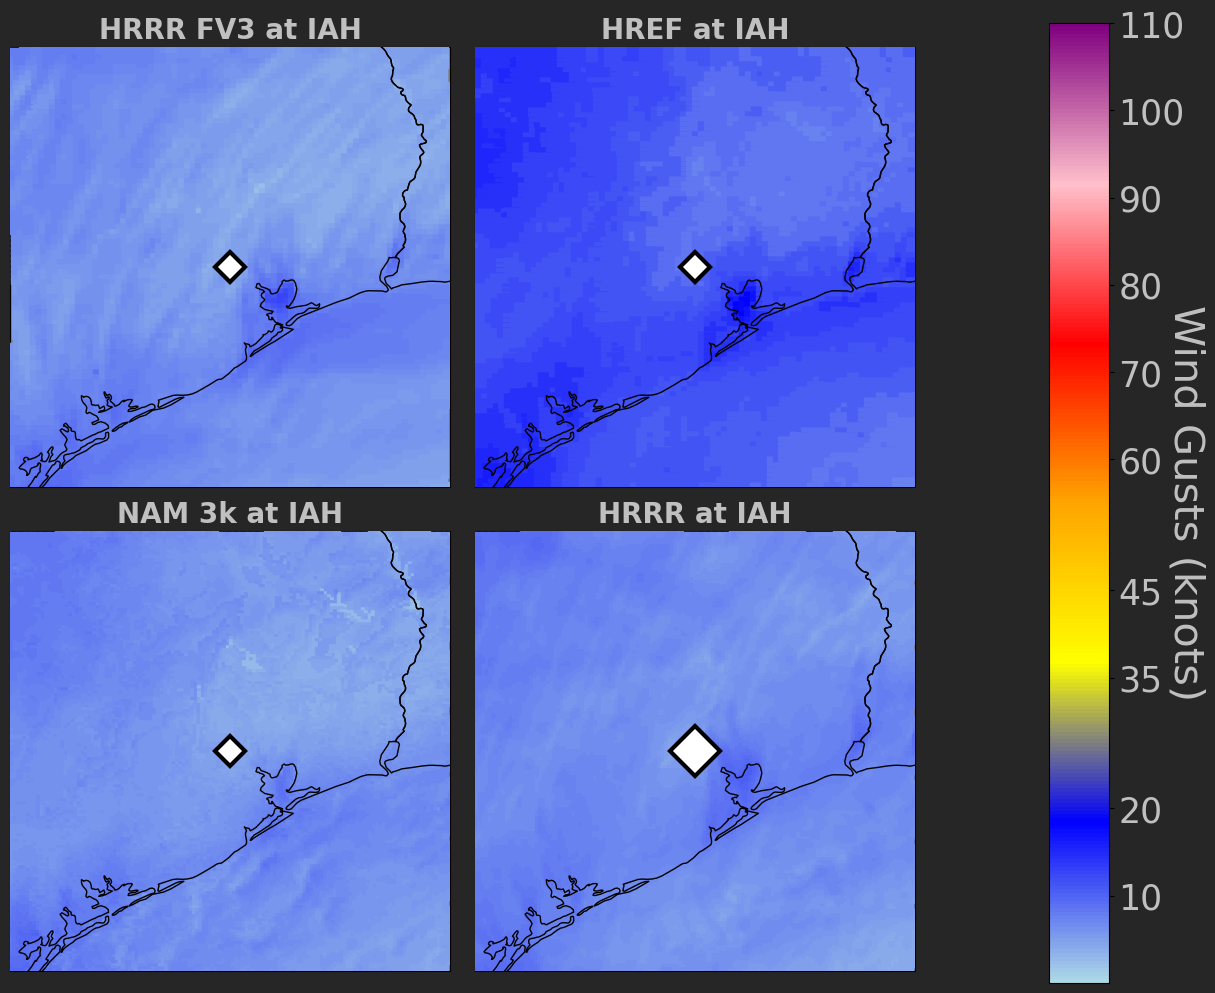 HRRR FV3 at IAH
HREF at IAH
NAM 3k at IAH
HRRR at IAH
110
100
90
80
70
60
45
35
20
10
Wind Gusts (knots)